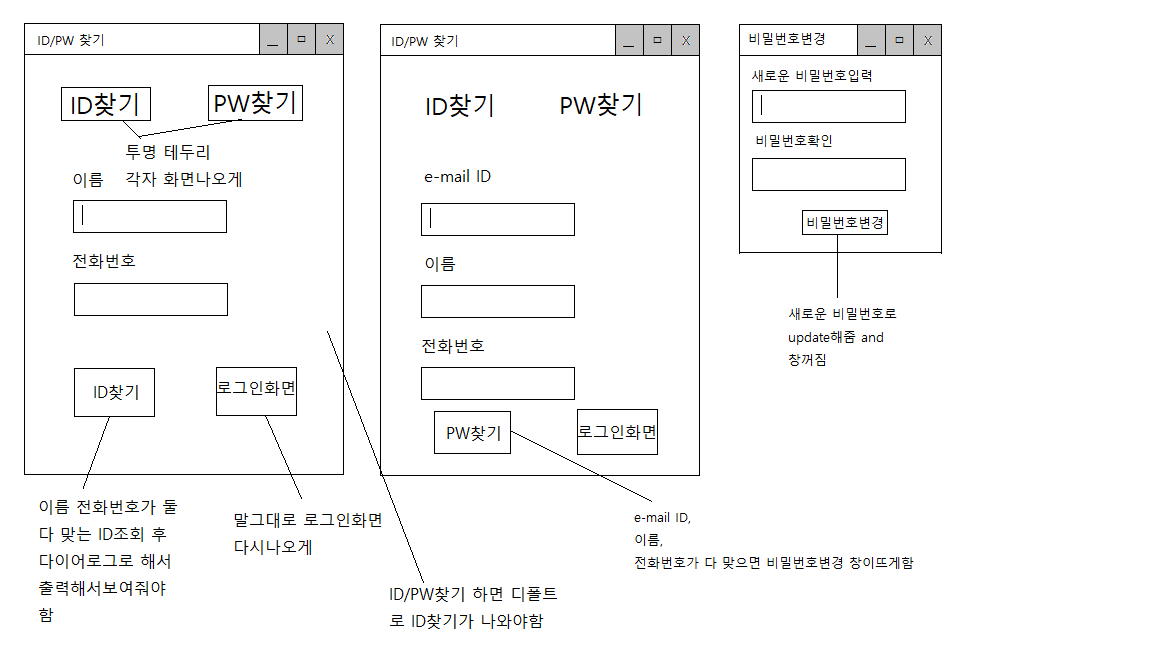 ID/PW 찾기
ID찾기
PW찾기
투명 테두리
각자 화면나오게
이름
전화번호
ID찾기
로그인화면
이름 전화번호가 둘
다 맞는 ID조회 후
다이어로그로 해서
출력해서보여줘야
함
말그대로 로그인화면
다시나오게
ID/PW찾기 하면 디폴트
로 ID찾기가 나와야함
ID/PW 찾기
ID찾기
PW찾기
e-mail ID
이름
전화번호
PW찾기
로그인화면
e-mail ID,
이름,
전화번호가 다 맞으면 비밀번호변경 창이뜨게함
비밀번호변경
새로운 비밀번호입력
비밀번호확인
비밀번호변경
새로운 비밀번호로
update해줌 and
창꺼짐